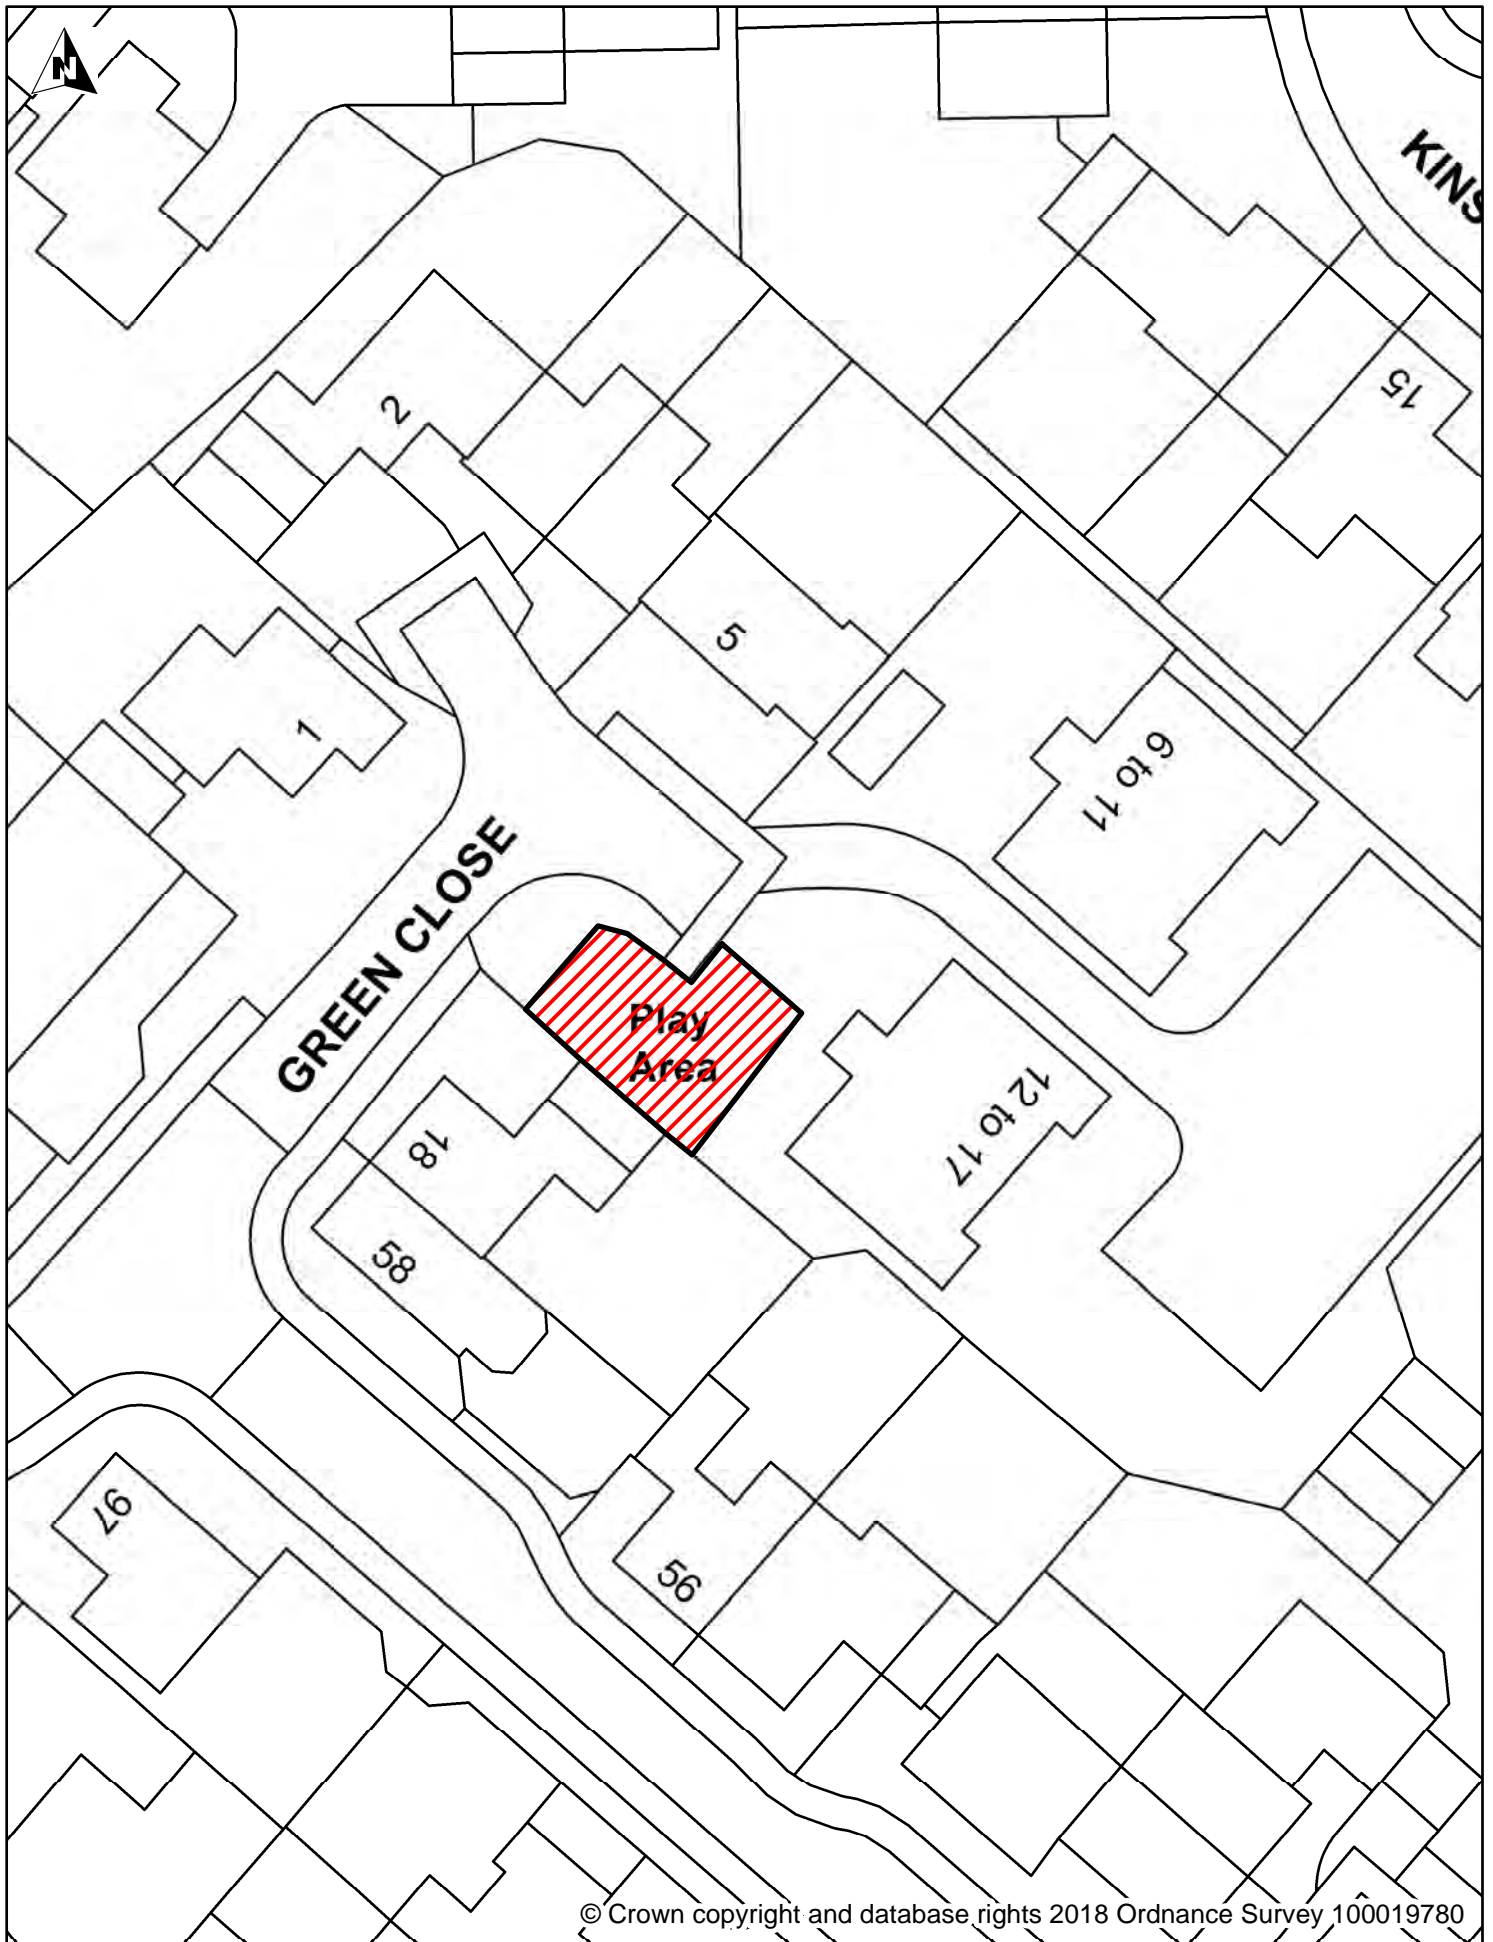 N
KINS
15
2
5
1
6 to 11
GREEN CLOSE
Play
Area
12 to 17
18
58
97
56
© Crown copyright and database rights 2018 Ordnance Survey 100019780